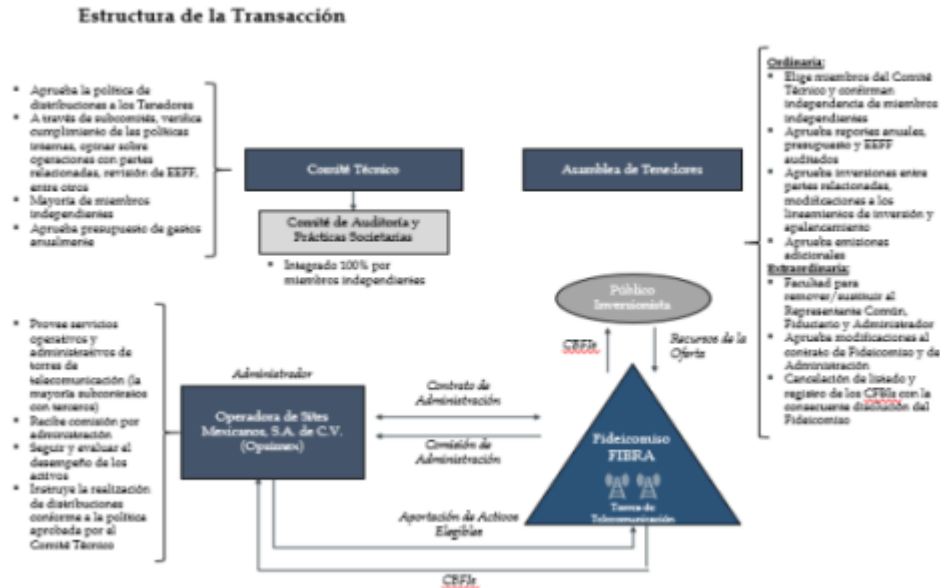 Estructura de la Transacción
Aprueba la política de
distribuciones a los Tenedores
A través de subcomités, verifica
cumplimiento de las políticas
internas, opinar sobre
operaciones con partes
relacionadas, revisión de EEFF,
entre otros
Mayoría de miembros
independientes
Aprueba presupuesto de gastos
anualmente
Comité Técnico
Comité de Auditoría y
Prácticas Societarias
Integrado 100% por
miembros independientes
Asamblea de Tenedores
Ordinaria:
Elige miembros del Comité
Técnico y confirman
independencia de miembros
independientes
Aprueba reportes anuales,
presupuesto y EEFF
auditados
Aprueba inversiones entre
partes relacionadas,
modificaciones a los
lineamientos de inversión y
apalancamiento
Aprueba emisiones
adicionales
Extraordinaria:
Facultad para
remover/sustituir al
Representante Común,
Fiduciario y Administrador
Aprueba modificaciones al
contrato de Fideicomiso y de
Administración
Cancelación de listado y
registro de los CFBIs con la
consecuente disolución del
Fideicomiso
Público
Inversionista
CBFIs
Recursos de la
Oferta
Provee servicios
operativos y
administrativos de
torres de
telecomunicación (la
mayoría subcontratos
con terceros)
Recibe comisión por
administración
Seguir y evaluar el
desempeño de los
activos
Instruye la realización
de distribuciones
conforme a la política
aprobada por el
Comité Técnico
Administrador
Operadora de Sites
Mexicanos, S.A. de C.V.
(Opsimex)
Contrato de
Administración
Comisión de
Administración
Fideicomiso
FIBRA
Torres de
Telecomunicación
Aportación de Activos
Elegibles
CBFIs